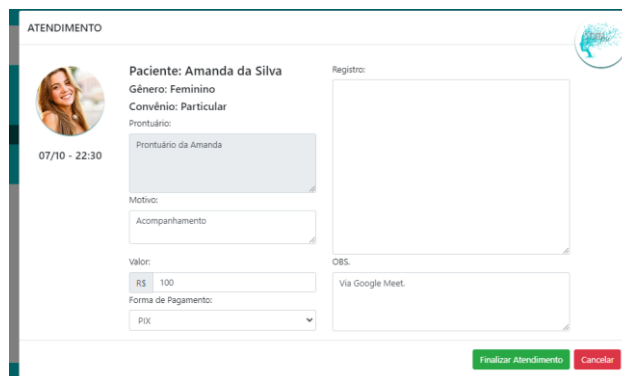 ATENDIMENTO
07/10 - 22:30
Paciente: Amanda da Silva
Gênero: Feminino
Convênio: Particular
Prontuário:
Prontuário da Amanda
Motivo:
Acompanhamento
Valor:
R$ 100
Forma de Pagamento:
PIX
Registro:
OBS.
Via Google Meet.
Finalizar Atendimento
Cancelar